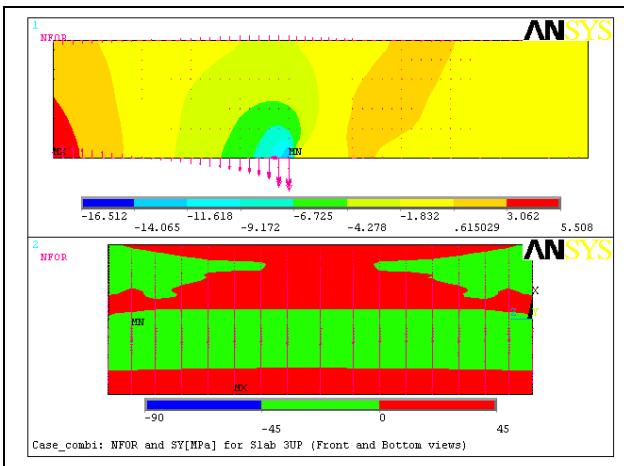 1
ANSYS
NFOR
MX
MN
-16.512 -11.618 -6.725 -1.832 3.062
-14.065 -9.172 -4.278 .615029 5.508
2
ANSYS
NFOR
X
Y
MN
MX
-90 -45 0 45
Case_combi: NFOR and SY[MPa] for Slab 3UP (Front and Bottom views)